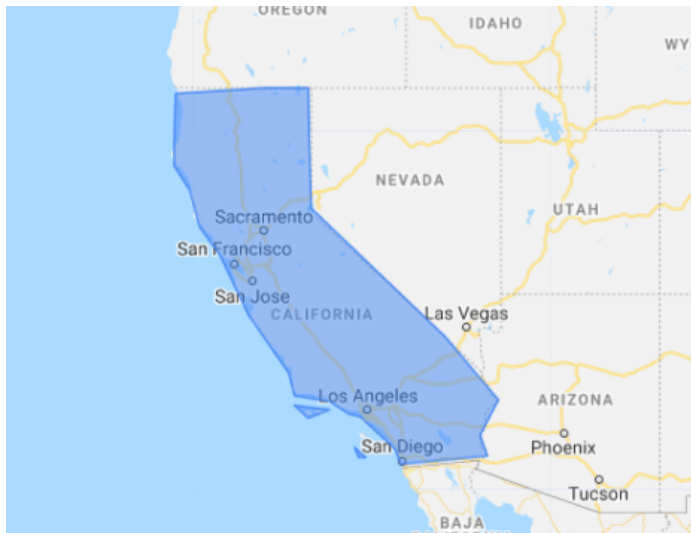 OREGON
IDAHO
WY
NEVADA
UTAH
Sacramento
San Francisco
San Jose
CALIFORNIA
Las Vegas
Los Angeles
ARIZONA
San Diego
Phoenix
Tucson
BAJA